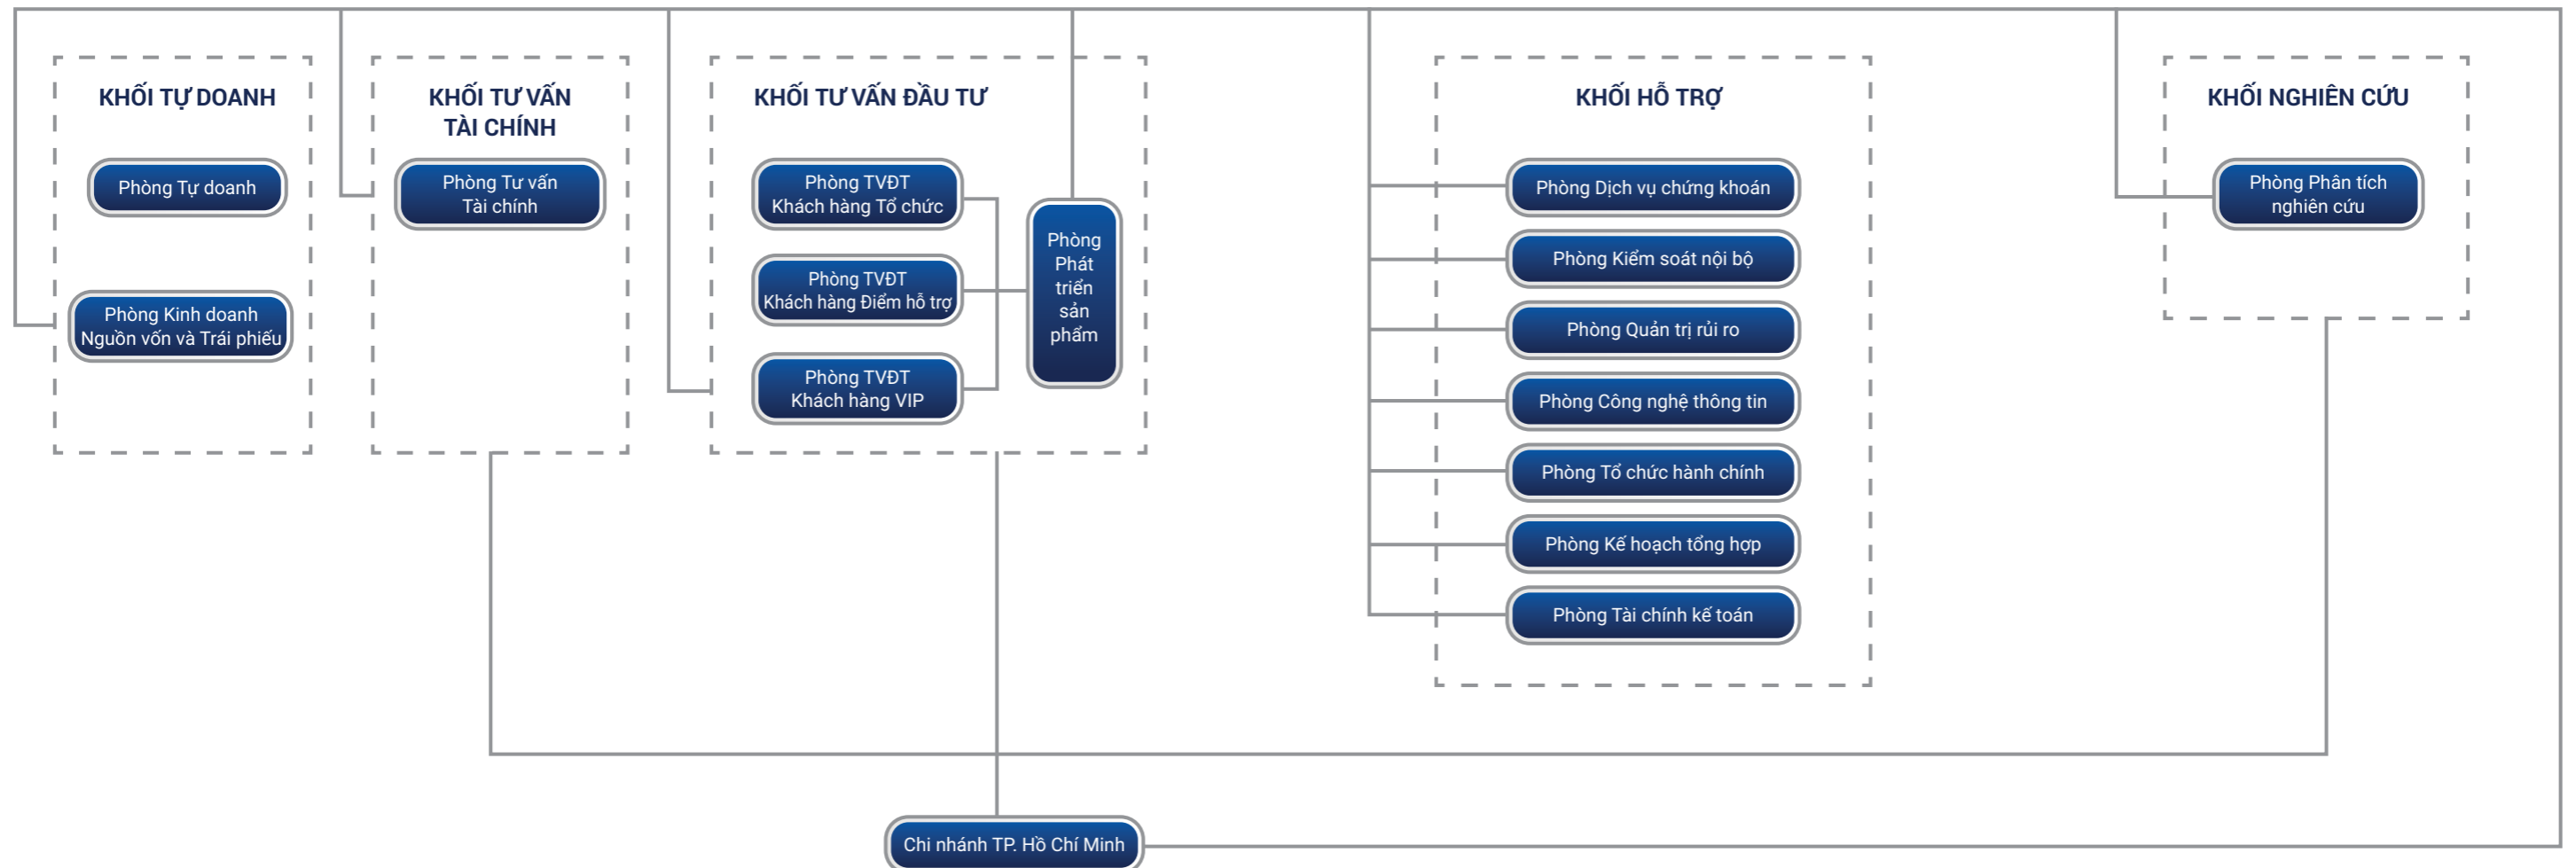 KHỐI TỰ DOANH
Phòng Tự doanh
Phòng Kinh doanh
Nguồn vốn và Trái phiếu
KHỐI TƯ VẤN
TÀI CHÍNH
Phòng Tư vấn
Tài chính
KHỐI TƯ VẤN ĐẦU TƯ
Phòng TVĐT
Khách hàng Tổ chức
Phòng TVĐT
Khách hàng Điểm hỗ trợ
Phòng TVĐT
Khách hàng VIP
Phòng
Phát
triển
sản
phẩm
KHỐI HỖ TRỢ
Phòng Dịch vụ chứng khoán
Phòng Kiểm soát nội bộ
Phòng Quản trị rủi ro
Phòng Công nghệ thông tin
Phòng Tổ chức hành chính
Phòng Kế hoạch tổng hợp
Phòng Tài chính kế toán
KHỐI NGHIÊN CỨU
Phòng Phân tích
nghiên cứu
Chi nhánh TP. Hồ Chí Minh